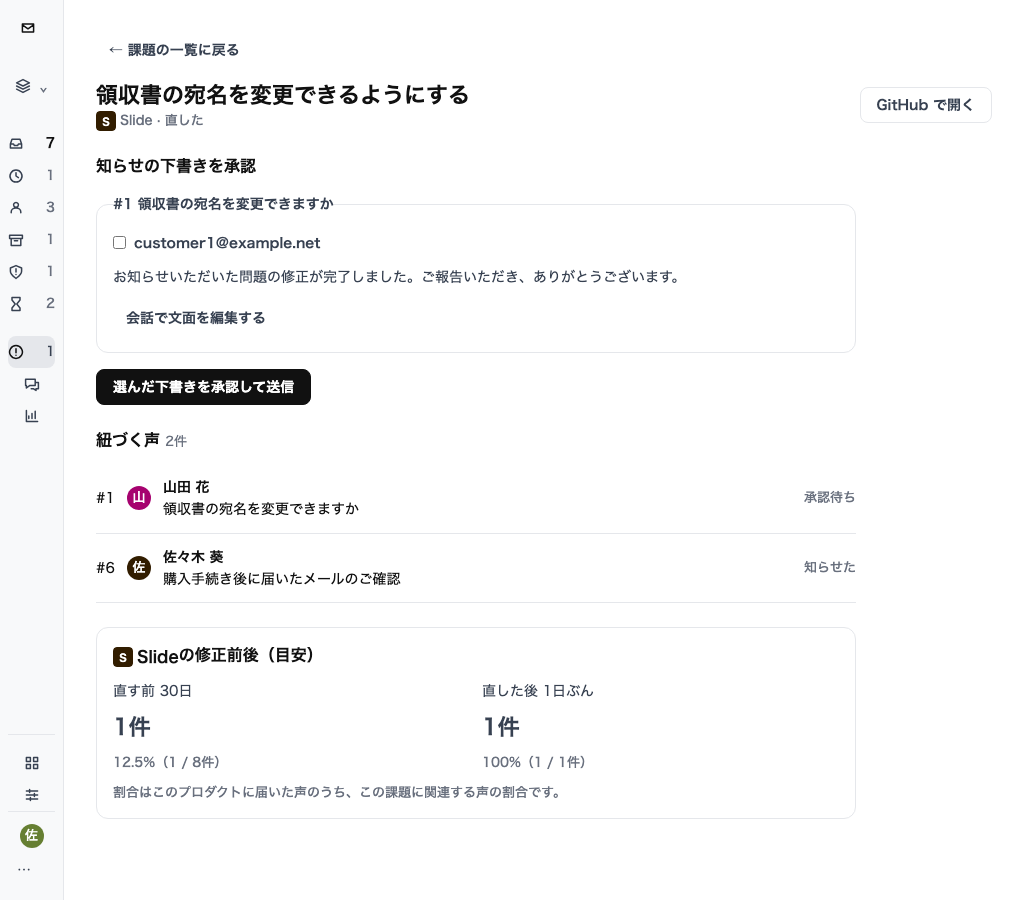 ← 課題の一覧に戻る
領収書の宛名を変更できるようにする
GitHub で開く
S Slide · 直した
7
1
3
1
1
2
1
知らせの下書きを承認
#1 領収書の宛名を変更できますか
customer1@example.net
お知らせいただいた問題の修正が完了しました。ご報告いただき、ありがとうございます。
会話で文面を編集する
選んだ下書きを承認して送信
紐づく声 2件
#1 山 山田 花
領収書の宛名を変更できますか
承認待ち
#6 佐 佐々木 葵
購入手続き後に届いたメールのご確認
知らせた
S Slideの修正前後（目安）
直す前 30日
1件
12.5%（1 / 8件）
直した後 1日ぶん
1件
100%（1 / 1件）
割合はこのプロダクトに届いた声のうち、この課題に関連する声の割合です。
佐
…